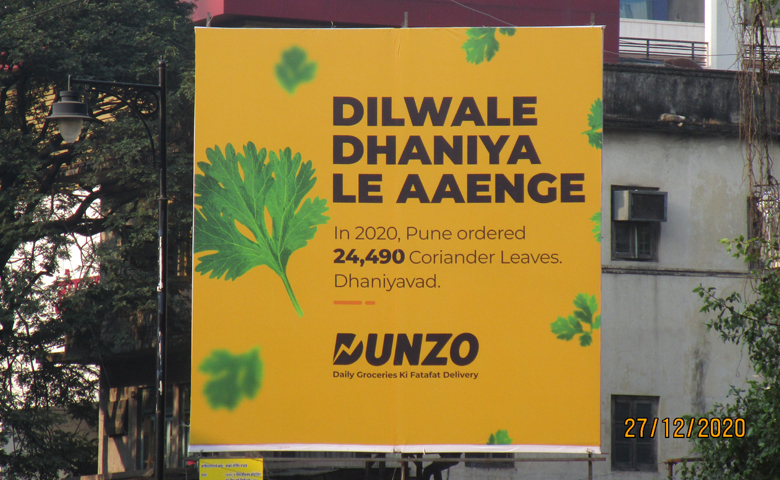 DILWALE
DHANIYA
LE AAENGE
In 2020, Pune ordered
24,490 Coriander Leaves.
Dhaniyavad.
DUNZO
Daily Groceries Ki Fatafat Delivery
27/12/2020